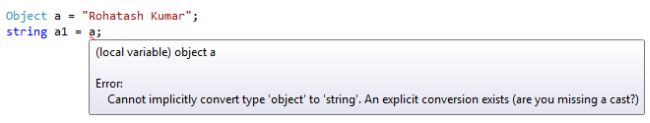 Object a = "Rohatash Kumar";
string a1 = a;
(local variable) object a
Error:
Cannot implicitly convert type 'object' to 'string'. An explicit conversion exists (are you missing a cast?)